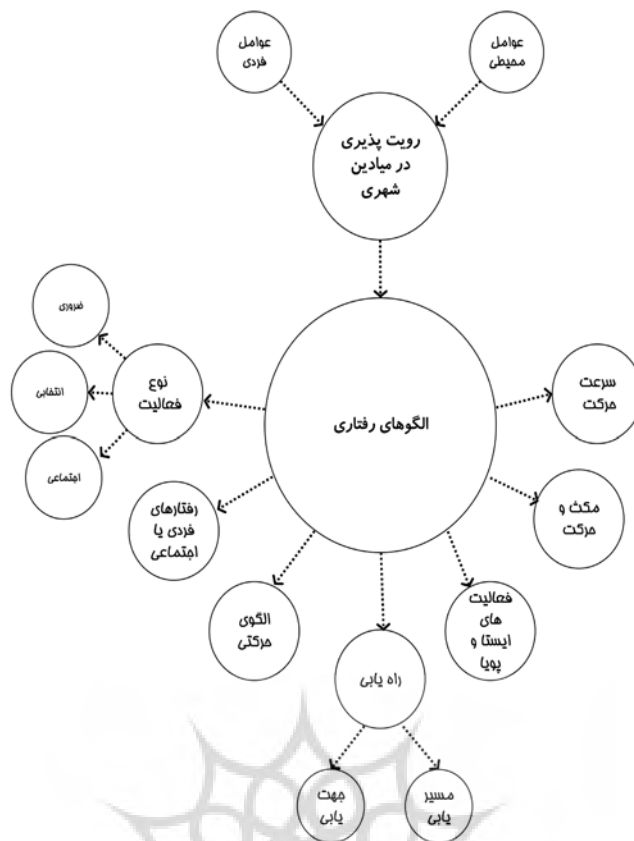 عوامل
محیطی
عوامل
فردی
رویت پذیری
در میادین
شهری
الگوهای رفتاری
سرعت
حرکت
مکث و
حرکت
فعالیت
های
ایستا و
پویا
راه یابی
مسیر
یابی
جهت
یابی
الگوی
حرکتی
رفتارهای
فردی یا
اجتماعی
نوع
فعالیت
ضروری
انتخابی
اجتماعی